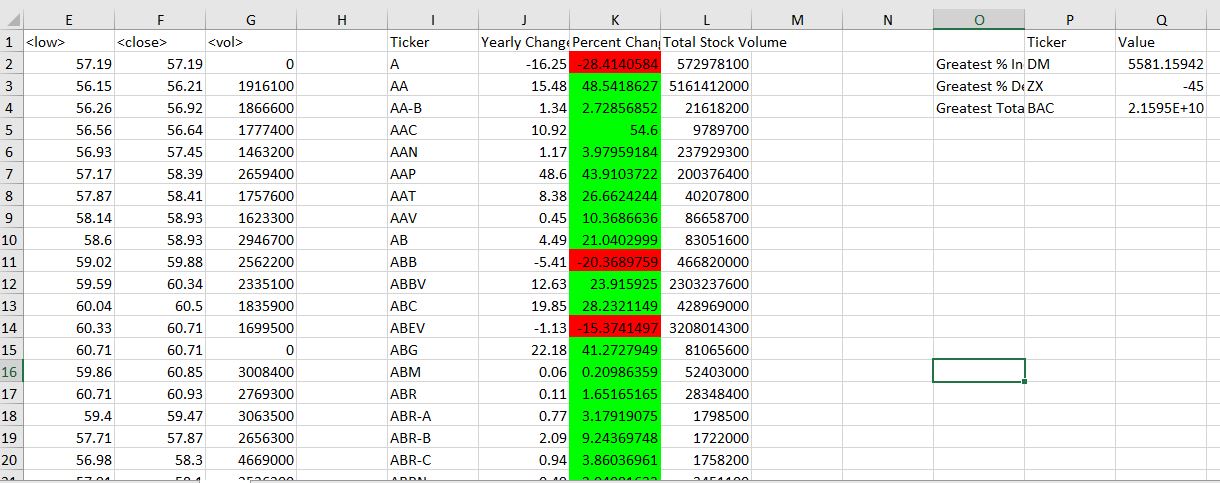 E F G H I J K L M N O P Q
1 <low> <close> <vol> Ticker Yearly Change Percent Chang Total Stock Volume Ticker Value
2 57.19 57.19 0 A -16.25 -28.4140584 572978100 Greatest % In DM 5581.15942
3 56.15 56.21 1916100 AA 15.48 48.5418627 5161412000 Greatest % De ZX -45
4 56.26 56.92 1866600 AA-B 1.34 2.72856852 21618200 Greatest Tota BAC 2.1595E+10
5 56.56 56.64 1777400 AAC 10.92 54.6 9789700
6 56.93 57.45 1463200 AAN 1.17 3.97959184 237929300
7 57.17 58.39 2659400 AAP 48.6 43.9103722 200376400
8 57.87 58.41 1757600 AAT 8.38 26.6624244 40207800
9 58.14 58.93 1623300 AAV 0.45 10.3686636 86658700
10 58.6 58.93 2946700 AB 4.49 21.0402999 83051600
11 59.02 59.88 2562200 ABB -5.41 -20.3689759 466820000
12 59.59 60.34 2335100 ABBV 12.63 23.915925 2303237600
13 60.04 60.5 1835900 ABC 19.85 28.2321149 428969000
14 60.33 60.71 1699500 ABEV -1.13 -15.3741497 3208014300
15 60.71 60.71 0 ABG 22.18 41.2727949 81065600
16 59.86 60.85 3008400 ABM 0.06 0.20986359 52403000
17 60.71 60.93 2769300 ABR 0.11 1.65165165 28348400
18 59.4 59.47 3063500 ABR-A 0.77 3.17919075 1798500
19 57.71 57.87 2656300 ABR-B 2.09 9.24369748 1722000
20 56.98 58.3 4669000 ABR-C 0.94 3.86036961 1758200